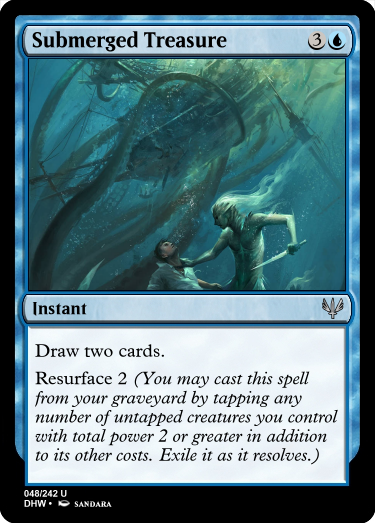 Submerged Treasure 3
Instant
Draw two cards.
Resurface 2 (You may cast this spell
from your graveyard by tapping any
number of untapped creatures you control
with total power 2 or greater in addition
to its other costs. Exile it as it resolves.)
048/242 U
DHW • SANDARA